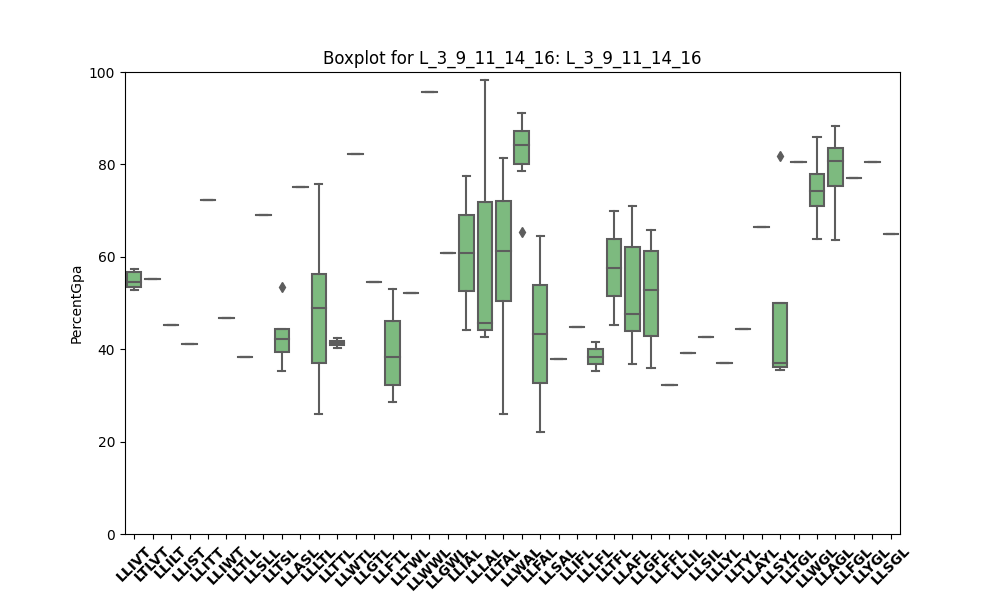 Boxplot for L_3_9_11_14_16: L_3_9_11_14_16
PercentGpa
100
80
60
40
20
0
LLIVT
LTLVT
LLILT
LLIST
LLITT
LLIWT
LLTLL
LLSLL
LLTSL
LLASL
LLLTL
LLTTL
LLWTL
LLGTL
LLFTL
LLTWL
LLWWL
LLGWL
LLIAL
LLLAL
LLTAL
LLWAL
LLFAL
LLSAL
LLIFL
LLLFL
LLTFL
LLAFL
LLGFL
LLFFL
LLLIL
LLSIL
LLLYL
LLTYL
LLAYL
LLSYL
LLTGL
LLWGL
LLAGL
LLFGL
LLYGL
LLSGL